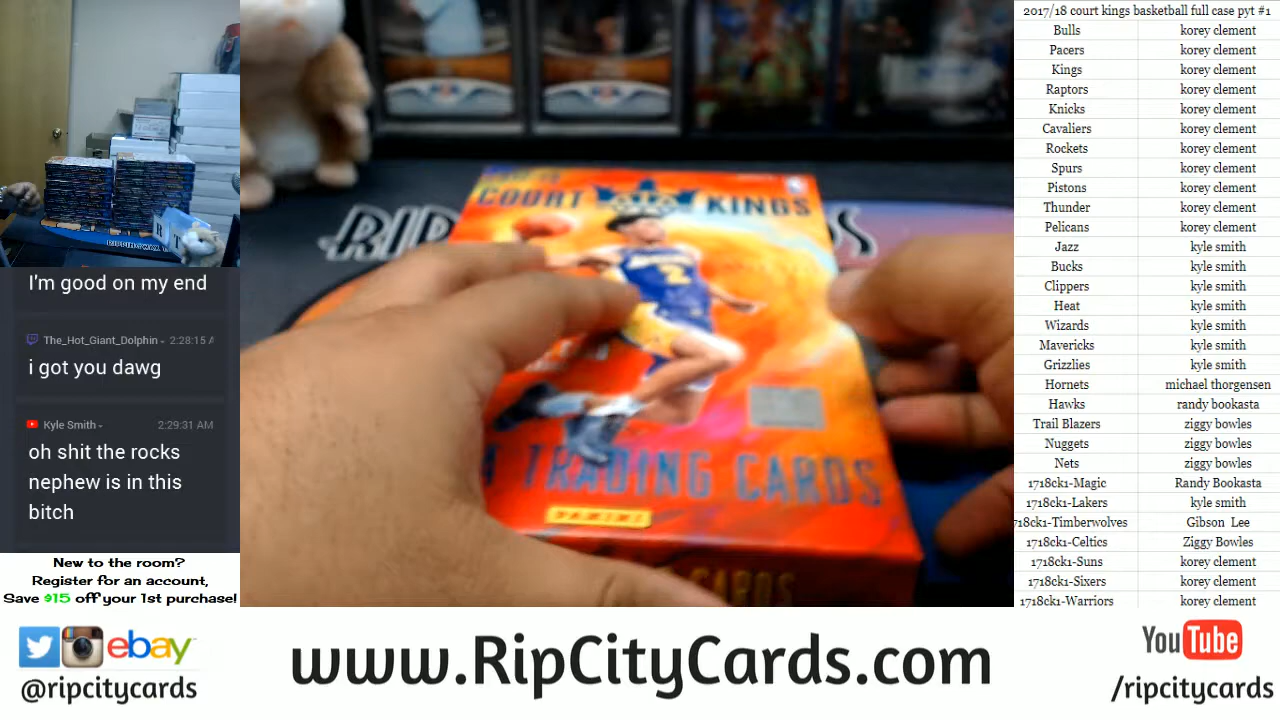 I'm good on my end
The_Hot_Giant_Dolphin 2:28:15 A
i got you dawg
Kyle Smith 2:29:31 AM
oh shit the rocks
nephew is in this
bitch
New to the room?
Register for an account,
Save $15 off your 1st purchase!
COURT KINGS
RIP
S
2
TRADING CARDS
PANINI
CARDS
2017/18 court kings basketball full case pyt #1
Bulls korey clement
Pacers korey clement
Kings korey clement
Raptors korey clement
Knicks korey clement
Cavaliers korey clement
Rockets korey clement
Spurs korey clement
Pistons korey clement
Thunder korey clement
Pelicans korey clement
Jazz kyle smith
Bucks kyle smith
Clippers kyle smith
Heat kyle smith
Wizards kyle smith
Mavericks kyle smith
Grizzlies kyle smith
Hornets michael thorgensen
Hawks randy bookasta
Trail Blazers ziggy bowles
Nuggets ziggy bowles
Nets ziggy bowles
1718ck1-Magic Randy Bookasta
1718ck1-Lakers kyle smith
718ck1-Timberwolves Gibson Lee
1718ck1-Celtics Ziggy Bowles
1718ck1-Suns korey clement
1718ck1-Sixers korey clement
1718ck1-Warriors korey clement
ebay
@ripcitycards
www.RipCityCards.com
YouTube
/ripcitycards